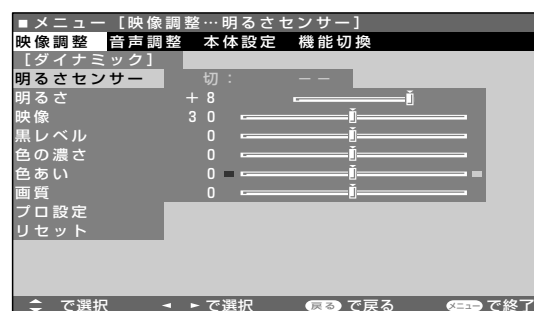 ■メニュー [映像調整…明るさセンサー]
映像調整 音声調整 本体設定 機能切換
[ダイナミック]
明るさセンサー 切: −−
明るさ +8
映像 30
黒レベル 0
色の濃さ 0
色あい 0
画質 0
プロ設定
リセット
で選択 で選択 戻る で戻る メニュー で終了